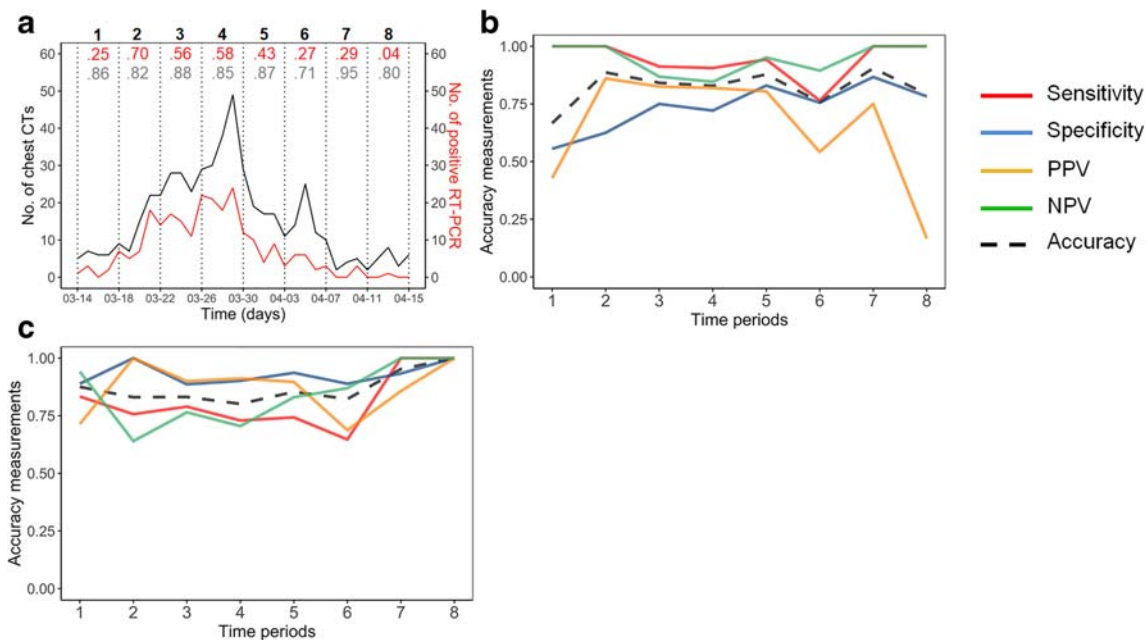 a
1 2 3 4 5 6 7 8
.25 .70 .56 .58 .43 .27 .29 .04
.86 .82 .88 .85 .87 .71 .95 .80
60
50
40
30
20
10
0
No. of chest CTs
60
50
40
30
20
10
0
No. of positive RT-PCR
03-14 03-18 03-22 03-26 03-30 04-03 04-07 04-11 04-15
Time (days)
b
1.00
0.75
0.50
0.25
0.00
Accuracy measurements
1 2 3 4 5 6 7 8
Time periods
Sensitivity
Specificity
PPV
NPV
Accuracy
c
1.00
0.75
0.50
0.25
0.00
Accuracy measurements
1 2 3 4 5 6 7 8
Time periods